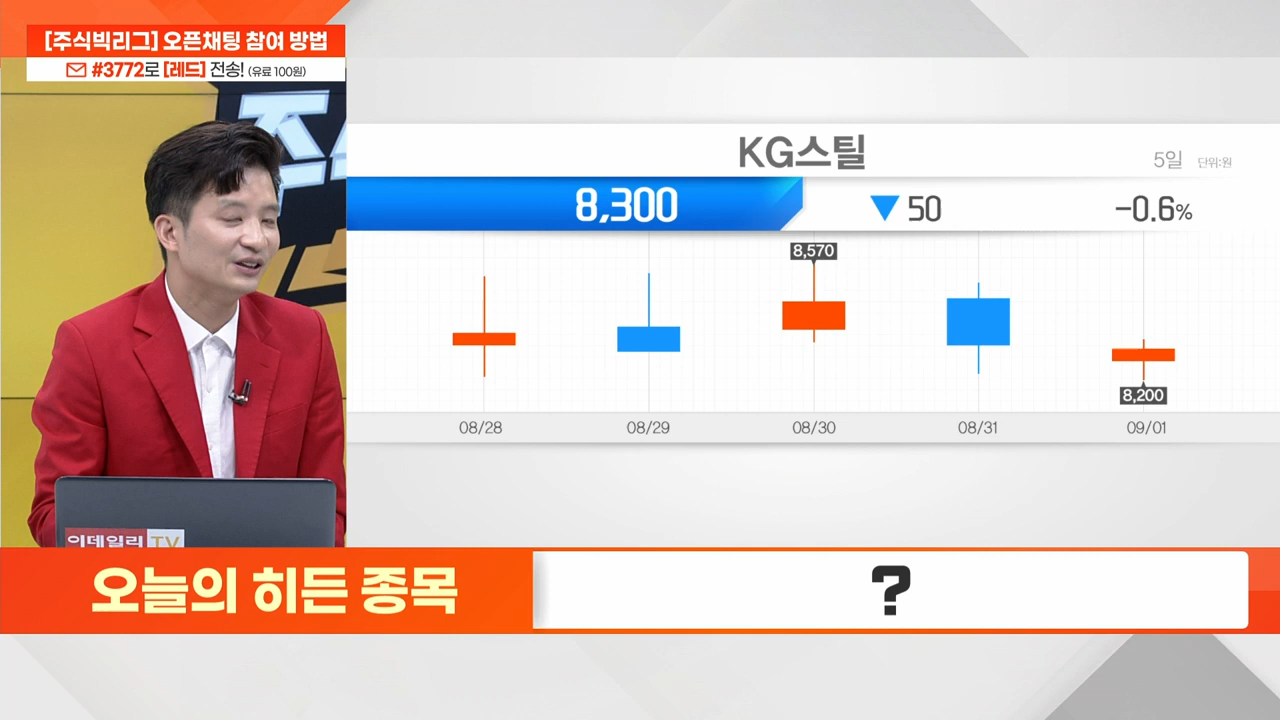 [주식빅리그] 오픈채팅 참여 방법
#3772로 [레드] 전송! (유료 100원)
KG스틸
5일 단위:원
8,300 ▼ 50 -0.6%
8,570
8,200
08/28 08/29 08/30 08/31 09/01
이데일리 TV
오늘의 히든 종목 ?